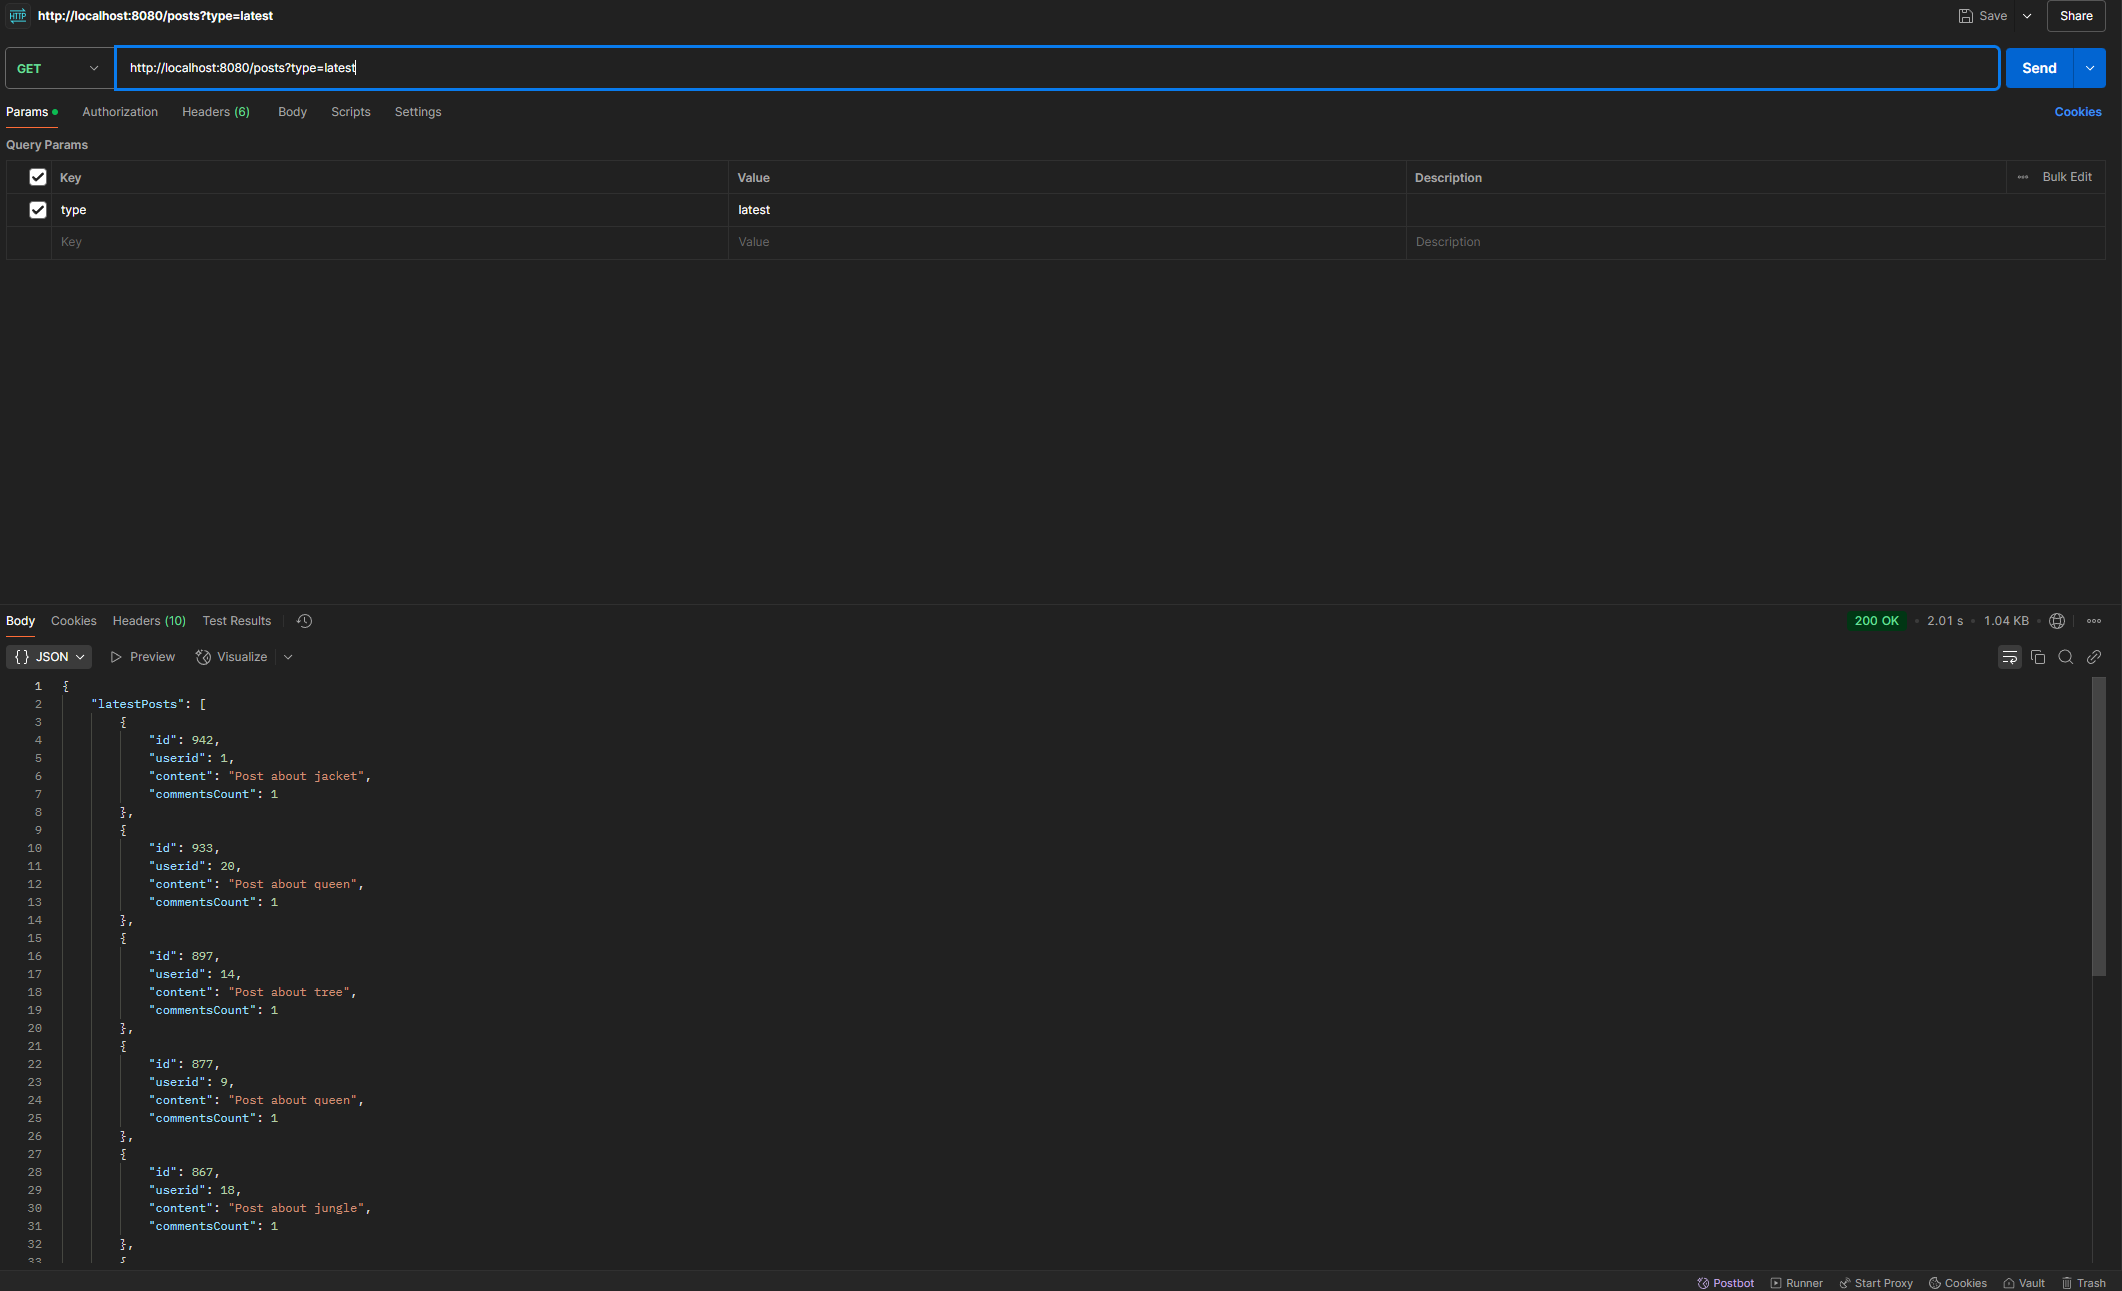 HTTP http://localhost:8080/posts?type=latest Save Share
GET http://localhost:8080/posts?type=latest Send
Params Authorization Headers (6) Body Scripts Settings Cookies
Query Params
Key Value Description Bulk Edit
type latest
Key Value Description
Body Cookies Headers (10) Test Results 200 OK 2.01 s 1.04 KB
{} JSON Preview Visualize
1 {
2 "latestPosts": [
3 {
4 "id": 942,
5 "userid": 1,
6 "content": "Post about jacket",
7 "commentsCount": 1
8 },
9 {
10 "id": 933,
11 "userid": 20,
12 "content": "Post about queen",
13 "commentsCount": 1
14 },
15 {
16 "id": 897,
17 "userid": 14,
18 "content": "Post about tree",
19 "commentsCount": 1
20 },
21 {
22 "id": 877,
23 "userid": 9,
24 "content": "Post about queen",
25 "commentsCount": 1
26 },
27 {
28 "id": 867,
29 "userid": 18,
30 "content": "Post about jungle",
31 "commentsCount": 1
32 },
33 {
Postbot Runner Start Proxy Cookies Vault Trash